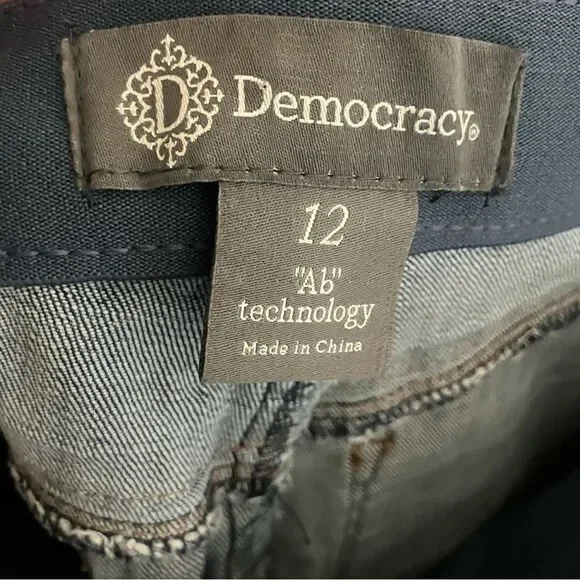 D Democracy®
12
"Ab"
technology
Made in China